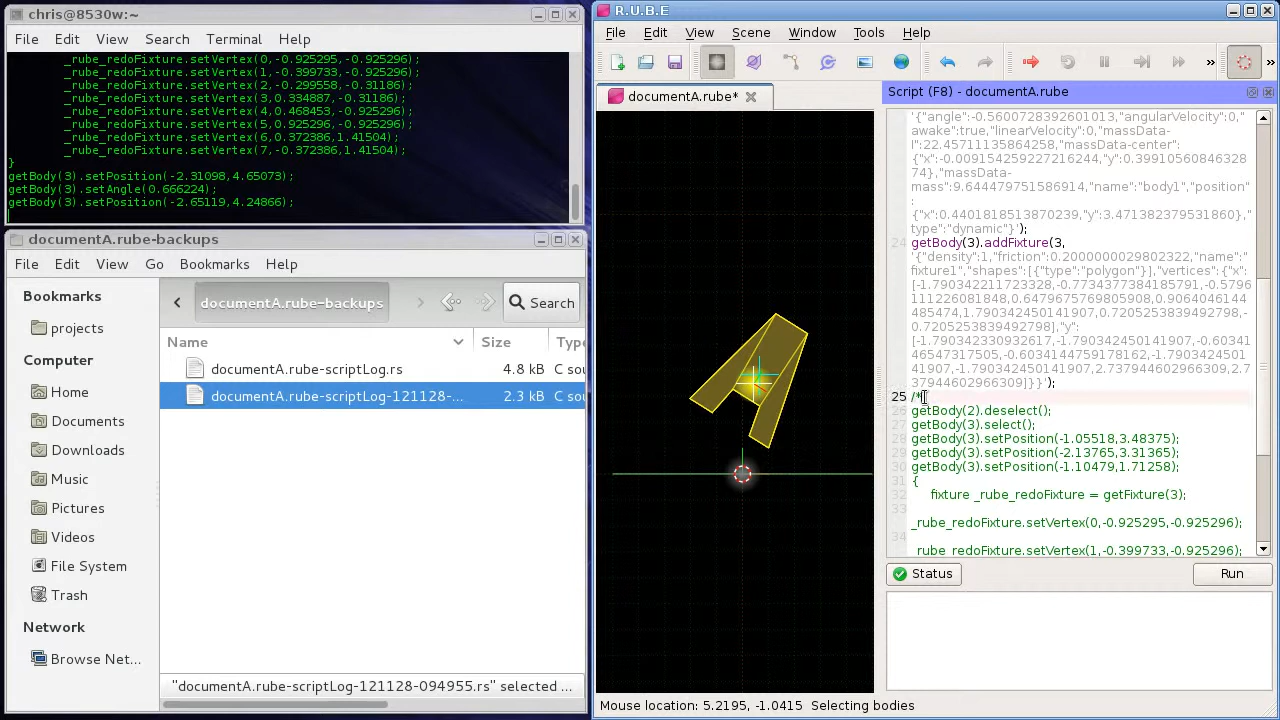 chris@8530w:~
File Edit View Search Terminal Help
_rube_redoFixture.setVertex(0,-0.925295,-0.925296);
_rube_redoFixture.setVertex(1,-0.399733,-0.925296);
_rube_redoFixture.setVertex(2,-0.299558,-0.31186);
_rube_redoFixture.setVertex(3,0.334887,-0.31186);
_rube_redoFixture.setVertex(4,0.468453,-0.925296);
_rube_redoFixture.setVertex(5,0.925296,-0.925296);
_rube_redoFixture.setVertex(6,0.372386,1.41504);
_rube_redoFixture.setVertex(7,-0.372386,1.41504);
}
getBody(3).setPosition(-2.31098,4.65073);
getBody(3).setAngle(0.666224);
getBody(3).setPosition(-2.65119,4.24866);
documentA.rube-backups
File Edit View Go Bookmarks Help
Bookmarks
projects
Computer
Home
Documents
Downloads
Music
Pictures
Videos
File System
Trash
Network
Browse Net...
documentA.rube-backups
Search
Name Size Type
documentA.rube-scriptLog.rs 4.8 kB C sou
documentA.rube-scriptLog-121128-... 2.3 kB C sou
"documentA.rube-scriptLog-121128-094955.rs" selected ...
R.U.B.E
File Edit View Scene Window Tools Help
documentA.rube*
Script (F8) - documentA.rube
24 getBody(3).addFixture(3,
25 /*
26 getBody(2).deselect();
27 getBody(3).select();
28 getBody(3).setPosition(-1.05518,3.48375);
29 getBody(3).setPosition(-2.13765,3.31365);
30 getBody(3).setPosition(-1.10479,1.71256);
31 {
32 fixture _rube_redoFixture = getFixture(3);
33
_rube_redoFixture.setVertex(0,-0.925295,-0.925296);
34
_rube_redoFixture.setVertex(1,-0.399733,-0.925296);
Status
Run
Mouse location: 5.2195, -1.0415 Selecting bodies